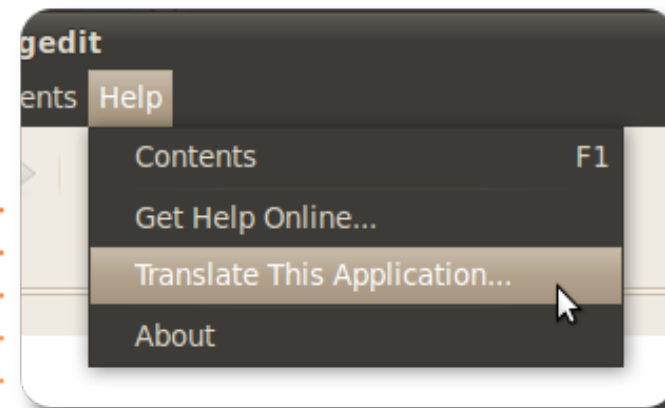 gedit
ents Help
Contents F1
Get Help Online...
Translate This Application...
About